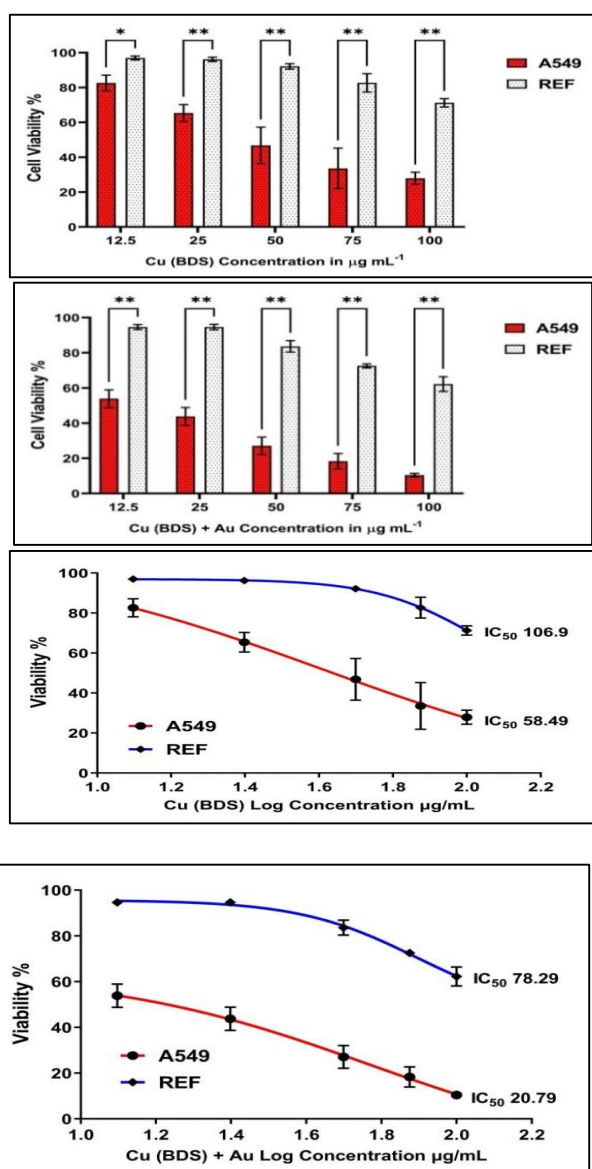 * ** ** ** **
100
80
60
40
20
0
Cell Viability %
A549
REF
12.5 25 50 75 100
Cu (BDS) Concentration in µg mL⁻¹
** ** ** ** **
100
80
60
40
20
0
Cell Viability %
A549
REF
12.5 25 50 75 100
Cu (BDS) + Au Concentration in µg mL⁻¹
100
80
60
40
20
0
Viability %
IC₅₀ 106.9
IC₅₀ 58.49
A549
REF
1.0 1.2 1.4 1.6 1.8 2.0 2.2
Cu (BDS) Log Concentration µg/mL
100
80
60
40
20
0
Viability %
IC₅₀ 78.29
IC₅₀ 20.79
A549
REF
1.0 1.2 1.4 1.6 1.8 2.0 2.2
Cu (BDS) + Au Log Concentration µg/mL